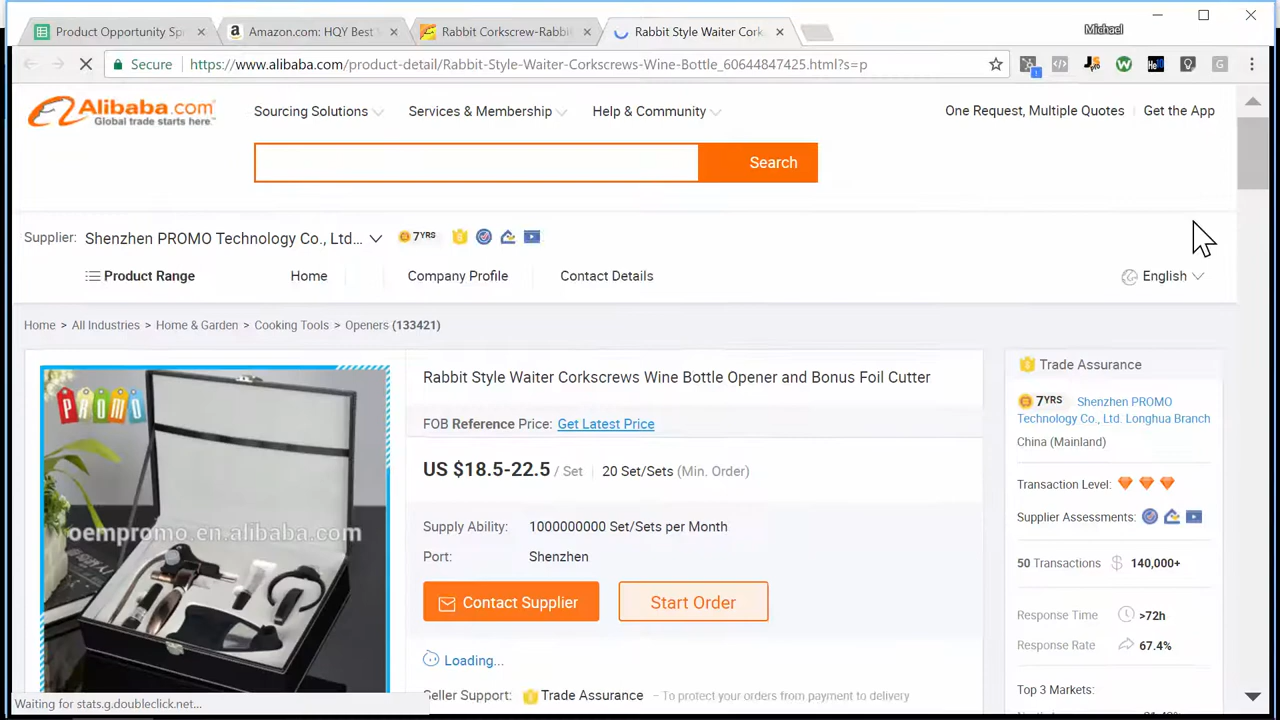 Michael
Product Opportunity Sp
Amazon.com: HQY Best
Rabbit Corkscrew-Rabbi
Rabbit Style Waiter Cork
Secure
https://www.alibaba.com/product-detail/Rabbit-Style-Waiter-Corkscrews-Wine-Bottle_60644847425.html?s=p
1
Alibaba.com
Global trade starts here.™
Sourcing Solutions
Services & Membership
Help & Community
One Request, Multiple Quotes
Get the App
Search
Supplier: Shenzhen PROMO Technology Co., Ltd...
7YRS
Product Range
Home
Company Profile
Contact Details
English
Home > All Industries > Home & Garden > Cooking Tools > Openers (133421)
PROMO
oempromo.en.alibaba.com
Rabbit Style Waiter Corkscrews Wine Bottle Opener and Bonus Foil Cutter
FOB Reference Price: Get Latest Price
US $18.5-22.5 / Set
20 Set/Sets (Min. Order)
Supply Ability: 1000000000 Set/Sets per Month
Port: Shenzhen
Contact Supplier
Start Order
Loading...
Seller Support: Trade Assurance – To protect your orders from payment to delivery
Trade Assurance
7YRS Shenzhen PROMO
Technology Co., Ltd. Longhua Branch
China (Mainland)
Transaction Level:
Supplier Assessments:
50 Transactions $ 140,000+
Response Time >72h
Response Rate 67.4%
Top 3 Markets:
Waiting for stats.g.doubleclick.net...